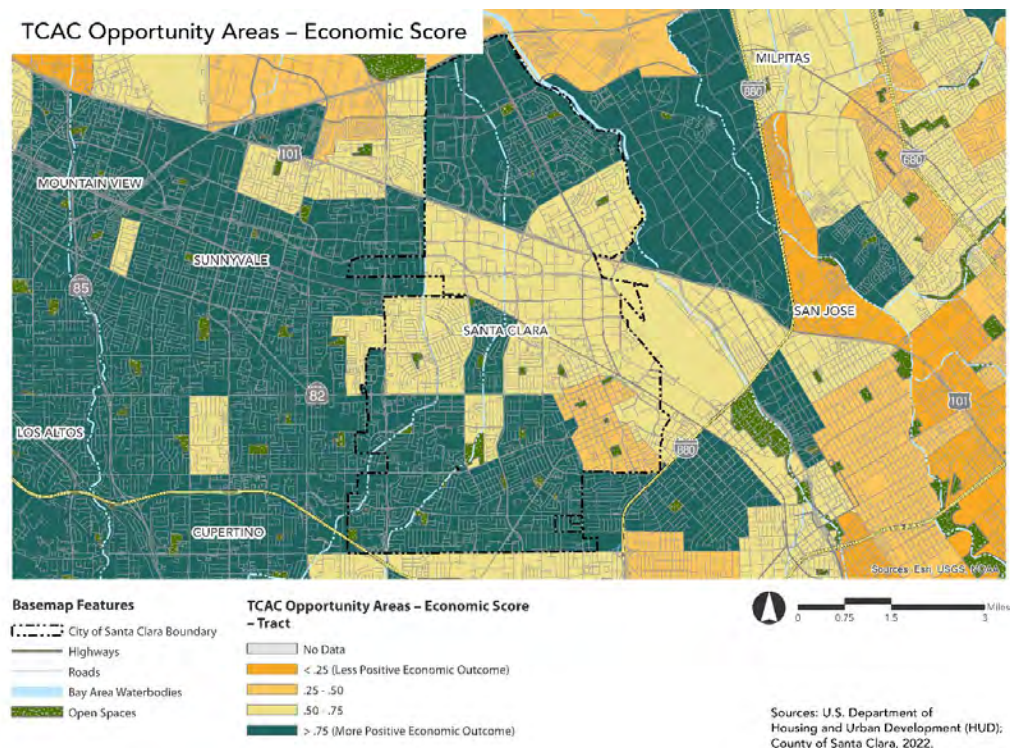 TCAC Opportunity Areas – Economic Score
MILPITAS
880
101
680
MOUNTAIN VIEW
SUNNYVALE
85
SAN JOSE
SANTA CLARA
82
101
LOS ALTOS
880
CUPERTINO
Sources: Esri, USGS, NOAA
Basemap Features
City of Santa Clara Boundary
Highways
Roads
Bay Area Waterbodies
Open Spaces
TCAC Opportunity Areas – Economic Score
– Tract
No Data
< .25 (Less Positive Economic Outcome)
.25 - .50
.50 - .75
> .75 (More Positive Economic Outcome)
Miles
0 0.75 1.5 3
Sources: U.S. Department of
Housing and Urban Development (HUD);
County of Santa Clara, 2022.